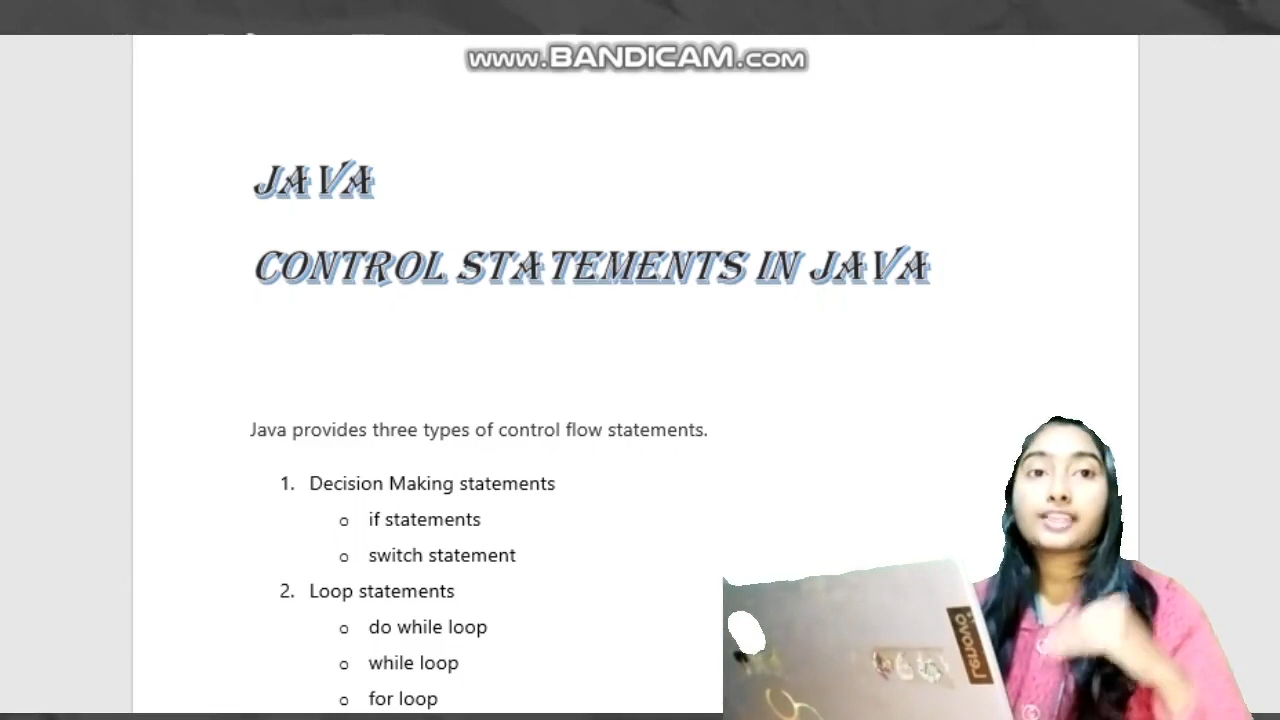 www.BANDICAM.com
JAVA
CONTROL STATEMENTS IN JAVA
Java provides three types of control flow statements.
1. Decision Making statements
o if statements
o switch statement
2. Loop statements
o do while loop
o while loop
o for loop
Lenovo